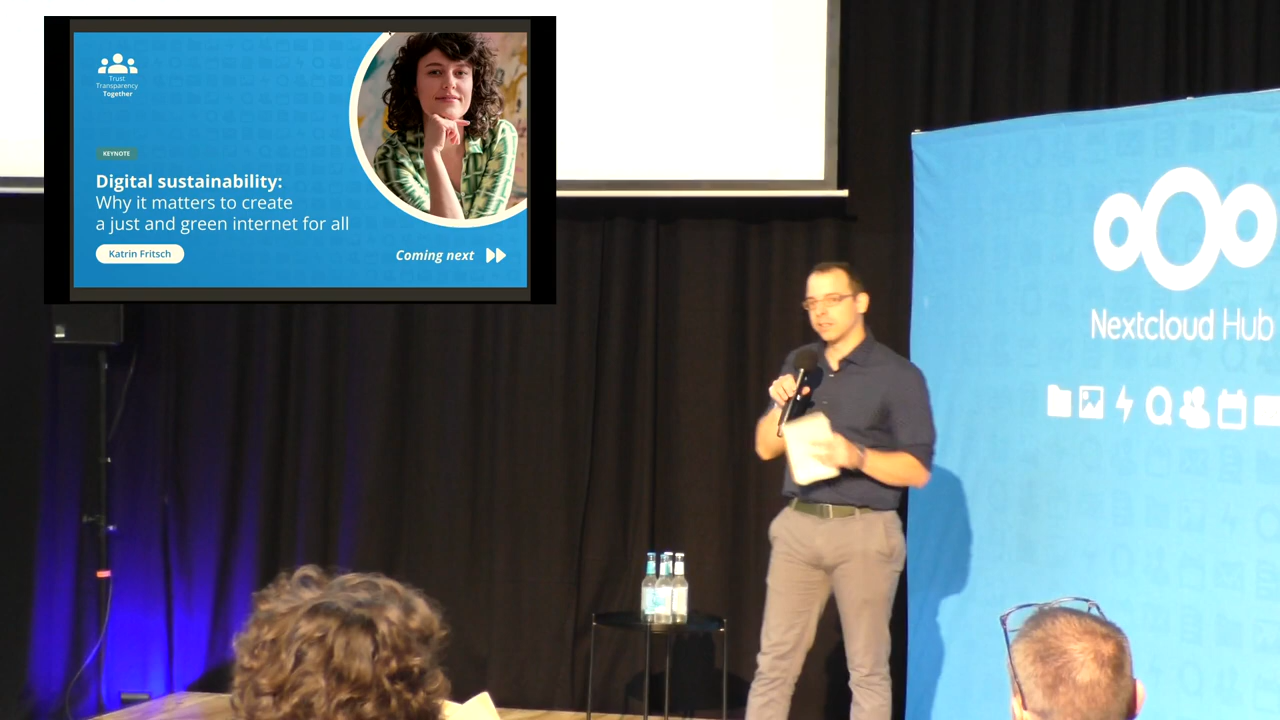 Trust
Transparency
Together
KEYNOTE
Digital sustainability:
Why it matters to create
a just and green internet for all
Katrin Fritsch
Coming next
Nextcloud Hub